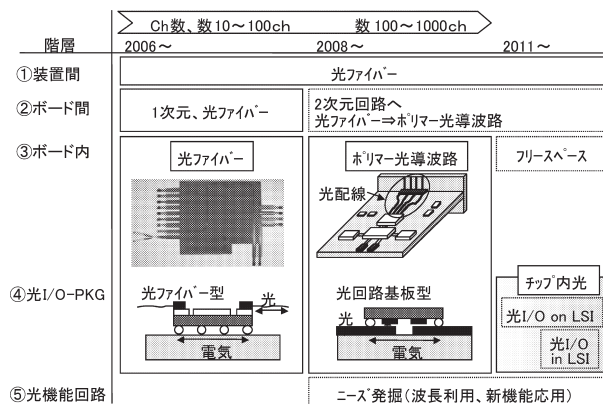 Ch数、数10～100ch 数100～1000ch
階層 2006～ 2008～ 2011～
①装置間 光ファイバー
②ボード間 1次元、光ファイバー 2次元回路へ
光ファイバー⇒ポリマー光導波路
③ボード内 光ファイバー ポリマー光導波路 フリースペース
光配線
④光I/O-PKG 光ファイバー型 光 光回路基板型 チップ内光
光 光I/O on LSI
光I/O
in LSI
電気 電気
⑤光機能回路 ニーズ発掘(波長利用、新機能応用)